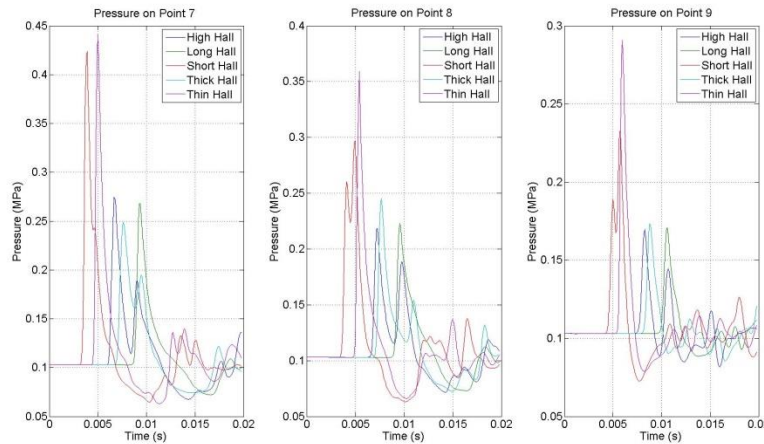 Pressure on Point 7
Pressure (MPa)
0.45
0.4
0.35
0.3
0.25
0.2
0.15
0.1
0.05
0
0.005
0.01
0.015
0.02
Time (s)
High Hall
Long Hall
Short Hall
Thick Hall
Thin Hall
Pressure on Point 8
Pressure (MPa)
0.4
0.35
0.3
0.25
0.2
0.15
0.1
0.05
0
0.005
0.01
0.015
0.02
Time (s)
High Hall
Long Hall
Short Hall
Thick Hall
Thin Hall
Pressure on Point 9
Pressure (MPa)
0.3
0.25
0.2
0.15
0.1
0.05
0
0.005
0.01
0.015
0.0
Time (s)
High Hall
Long Hall
Short Hall
Thick Hall
Thin Hall